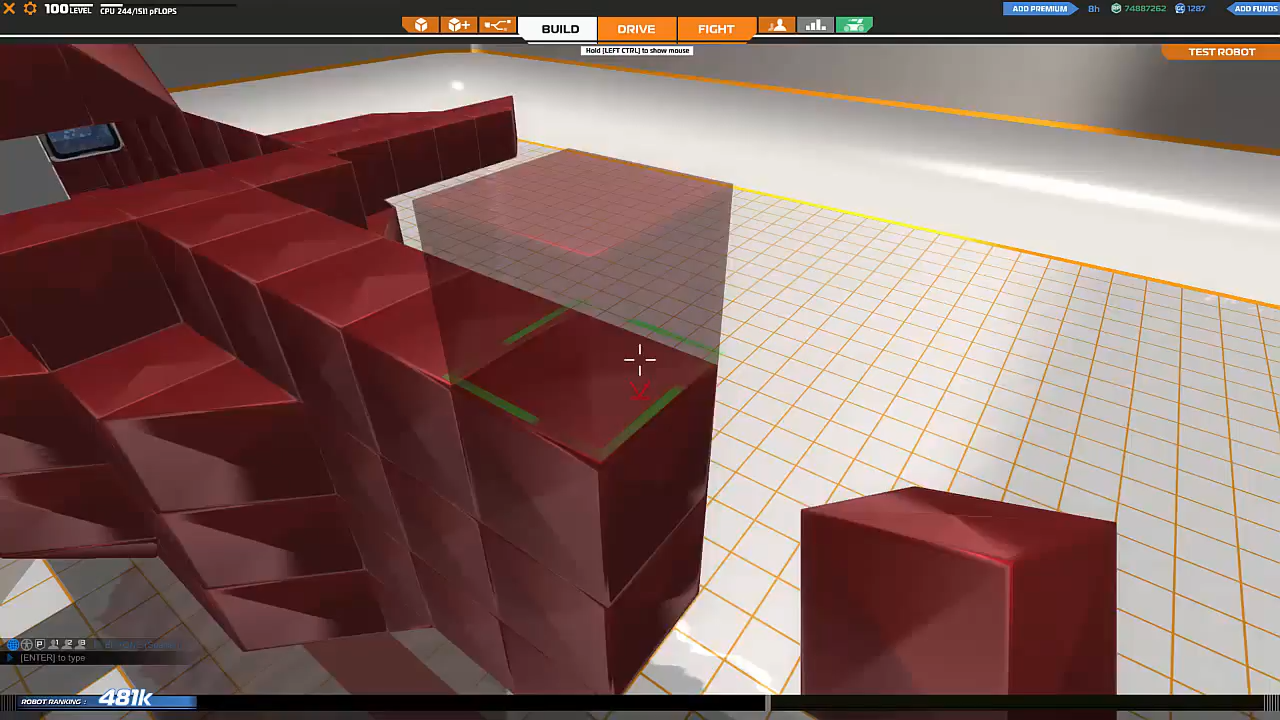 100 LEVEL CPU 244/1511 pFLOPS
BUILD DRIVE FIGHT
ADD PREMIUM 8h 74887262 1287 ADD FUNDS
Hold [LEFT CTRL] to show mouse
TEST ROBOT
[ENTER] to type
ROBOT RANKING : 481k